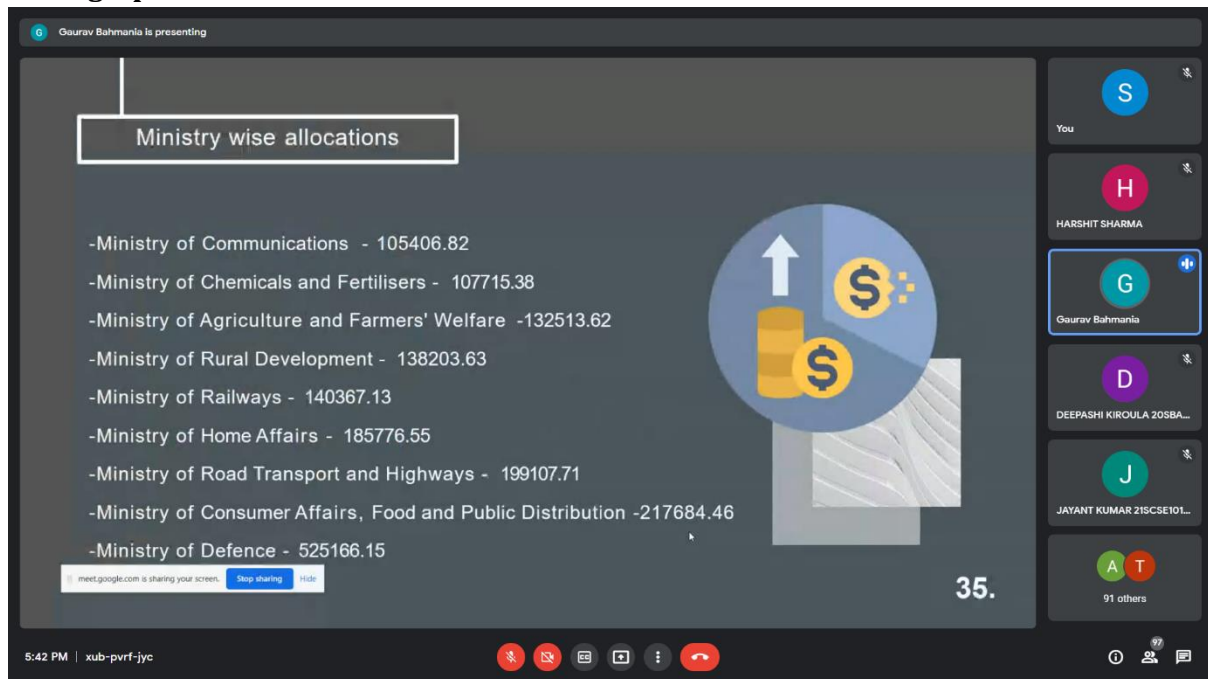 G Gaurav Bahmania is presenting
Ministry wise allocations
-Ministry of Communications - 105406.82
-Ministry of Chemicals and Fertilisers - 107715.38
-Ministry of Agriculture and Farmers' Welfare -132513.62
-Ministry of Rural Development - 138203.63
-Ministry of Railways - 140367.13
-Ministry of Home Affairs - 185776.55
-Ministry of Road Transport and Highways - 199107.71
-Ministry of Consumer Affairs, Food and Public Distribution -217684.46
-Ministry of Defence - 525166.15
meet.google.com is sharing your screen. Stop sharing Hide
35.
S
You
H
HARSHIT SHARMA
G
Gaurav Bahmania
D
DEEPASHI KIROULA 20SBA...
J
JAYANT KUMAR 21SCSE101...
A T
91 others
5:42 PM | xub-pvrf-jyc
97